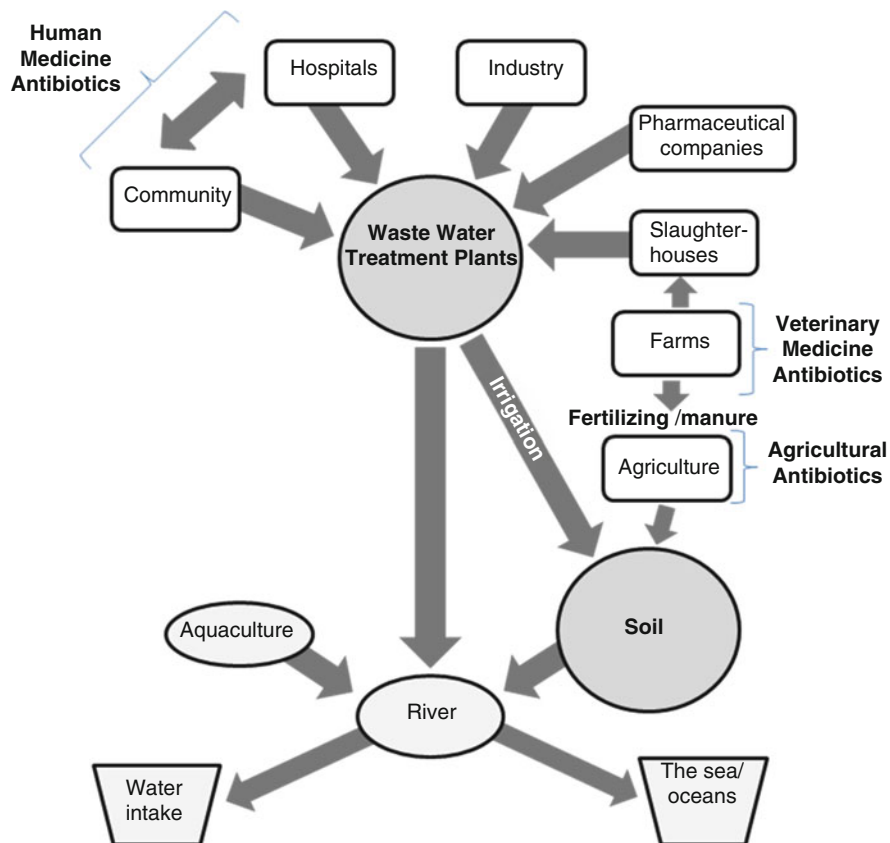 Human
Medicine
Antibiotics
Hospitals
Industry
Pharmaceutical
companies
Community
Waste Water
Treatment Plants
Slaughter-
houses
Farms
Veterinary
Medicine
Antibiotics
Irrigation
Fertilizing /manure
Agriculture
Agricultural
Antibiotics
Soil
Aquaculture
River
Water
intake
The sea/
oceans